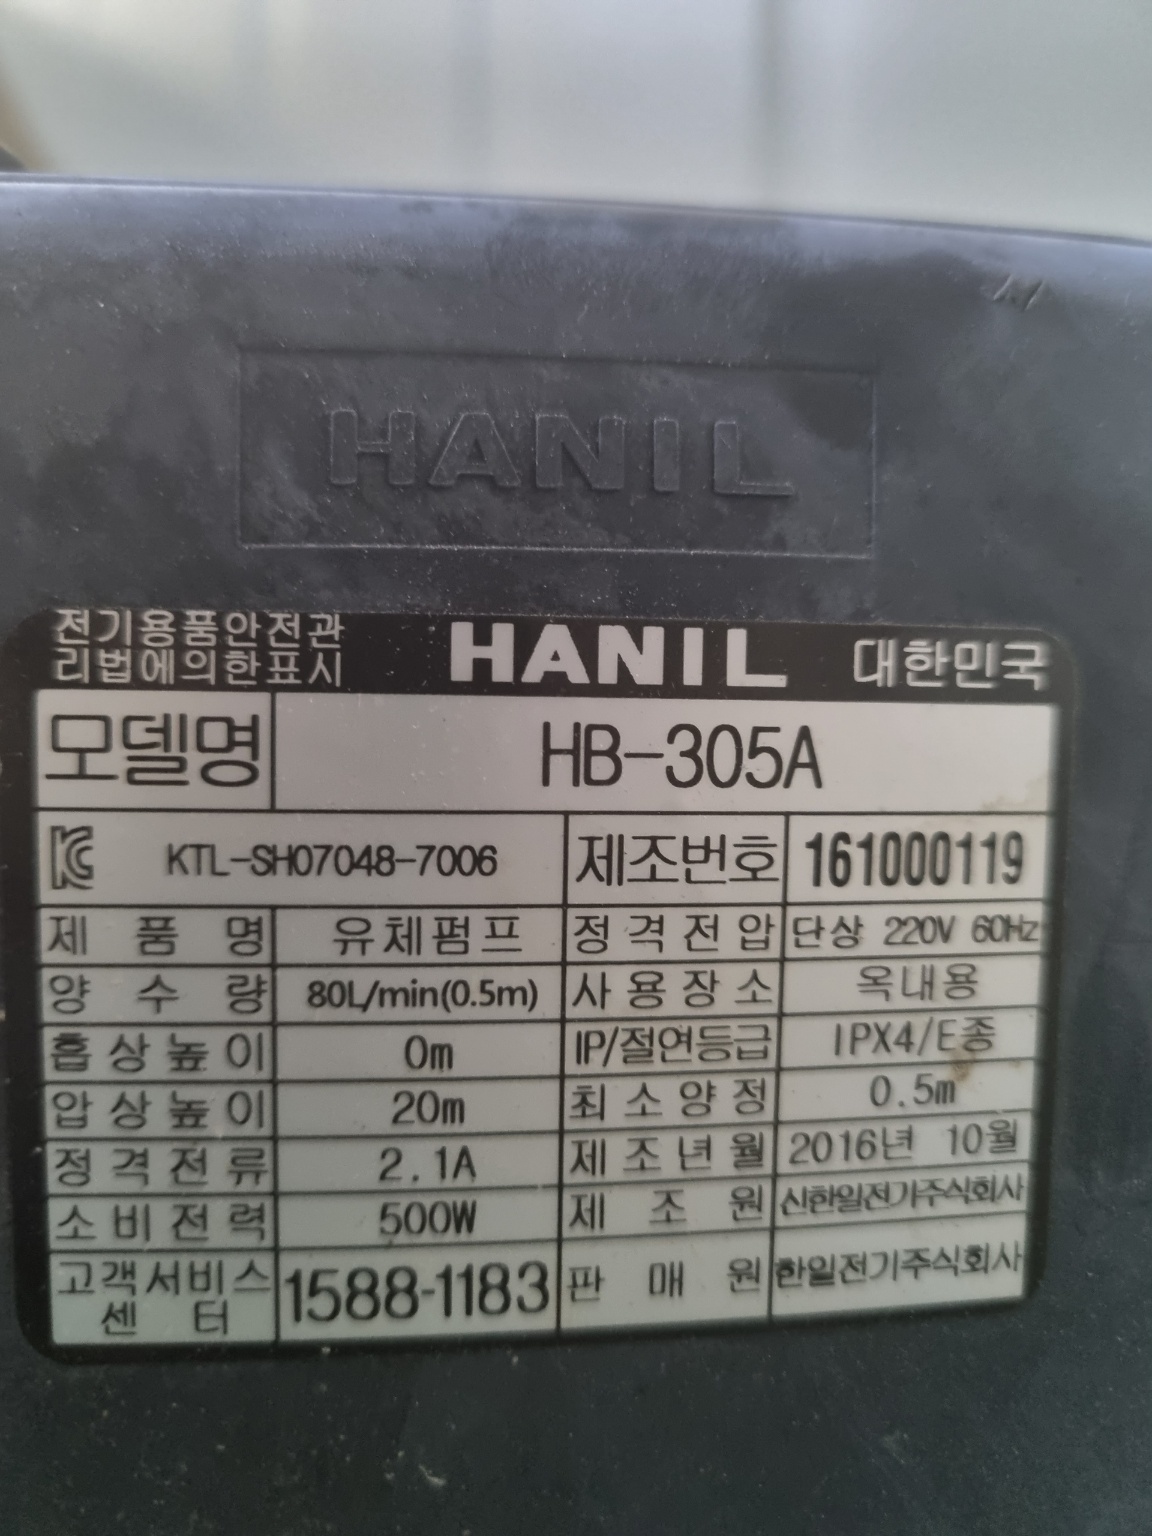 HANIL
전기용품안전관
리법에의한표시
HANIL
대한민국
모델명 HB-305A
KTL-SH07048-7006 제조번호 161000119
제품명 유체펌프 정격전압 단상 220V 60Hz
양수량 80L/min(0.5m) 사용장소 옥내용
흡상높이 0m IP/절연등급 IPX4/E종
압상높이 20m 최소양정 0.5m
정격전류 2.1A 제조년월 2016년 10월
소비전력 500W 제조원 신한일전기주식회사
고객서비스
센터 1588-1183 판매원 한일전기주식회사